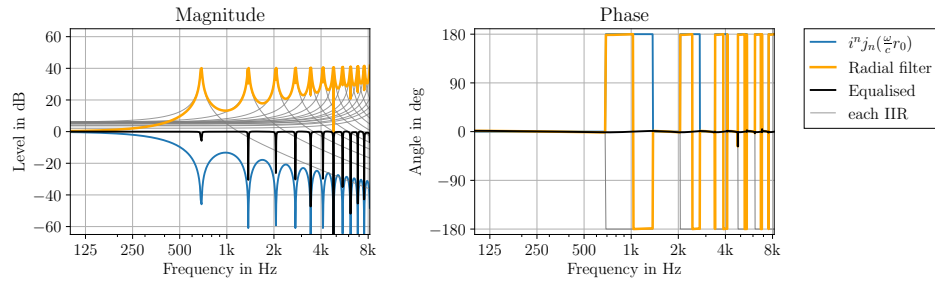 Magnitude
Level in dB
60
40
20
0
−20
−40
−60
125 250 500 1k 2k 4k 8k
Frequency in Hz
Phase
Angle in deg
180
90
0
−90
−180
125 250 500 1k 2k 4k 8k
Frequency in Hz
i^n j_n(ω/c r_0)
Radial filter
Equalised
each IIR